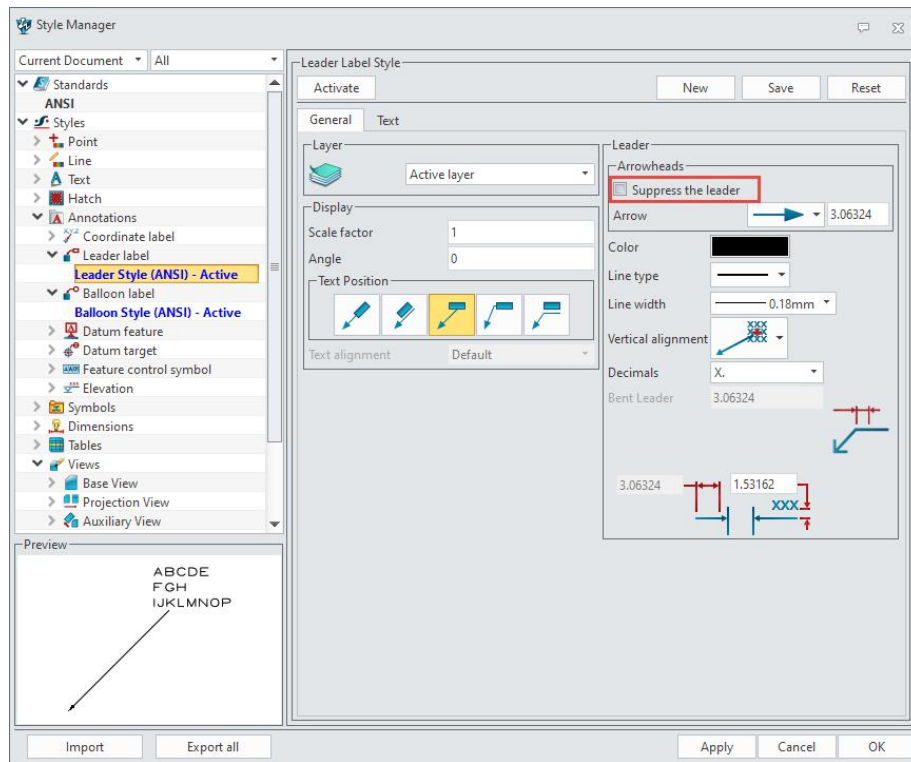 Style Manager
Current Document
All
Standards
ANSI
Styles
Point
Line
Text
Hatch
Annotations
Coordinate label
Leader label
Leader Style (ANSI) - Active
Balloon label
Balloon Style (ANSI) - Active
Datum feature
Datum target
Feature control symbol
Elevation
Symbols
Dimensions
Tables
Views
Base View
Projection View
Auxiliary View
Preview
ABCDE
FGH
IJKLMNOP
Leader Label Style
Activate
New
Save
Reset
General
Text
Layer
Active layer
Display
Scale factor
1
Angle
0
Text Position
Text alignment
Default
Leader
Arrowheads
Suppress the leader
Arrow
3.06324
Color
Line type
Line width
0.18mm
Vertical alignment
XXX
XXX
XXX
Decimals
X.
Bent Leader
3.06324
3.06324
1.53162
XXX
Import
Export all
Apply
Cancel
OK